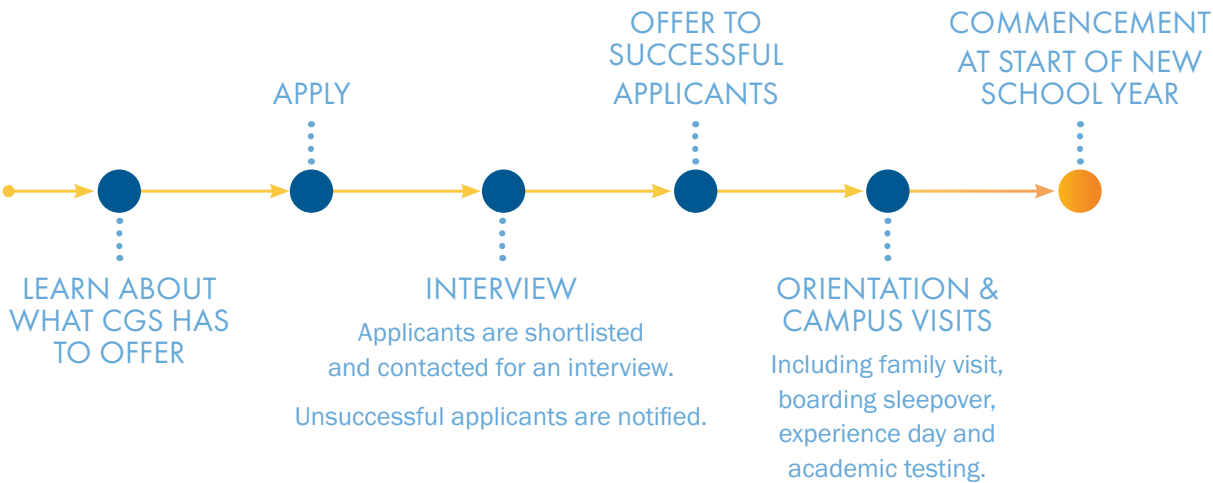 LEARN ABOUT
WHAT CGS HAS
TO OFFER
APPLY
INTERVIEW
Applicants are shortlisted
and contacted for an interview.
Unsuccessful applicants are notified.
OFFER TO
SUCCESSFUL
APPLICANTS
ORIENTATION &
CAMPUS VISITS
Including family visit,
boarding sleepover,
experience day and
academic testing.
COMMENCEMENT
AT START OF NEW
SCHOOL YEAR